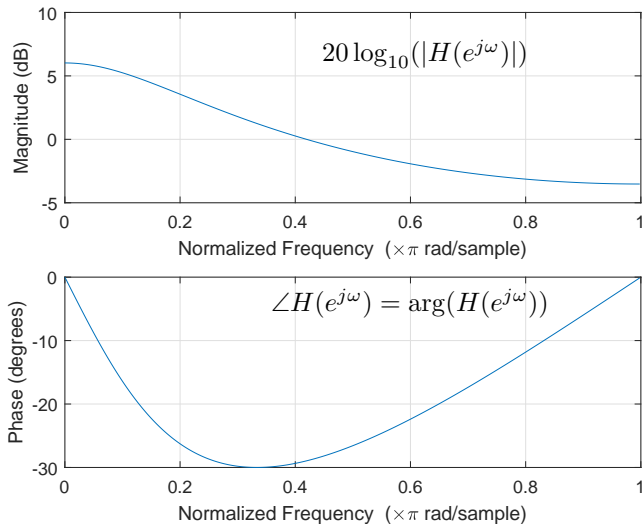 10
5
0
-5
Magnitude (dB)
20 log₁₀(|H(e^{jω})|)
0 0.2 0.4 0.6 0.8 1
Normalized Frequency (×π rad/sample)
0
-10
-20
-30
Phase (degrees)
∠H(e^{jω}) = arg(H(e^{jω}))
0 0.2 0.4 0.6 0.8 1
Normalized Frequency (×π rad/sample)